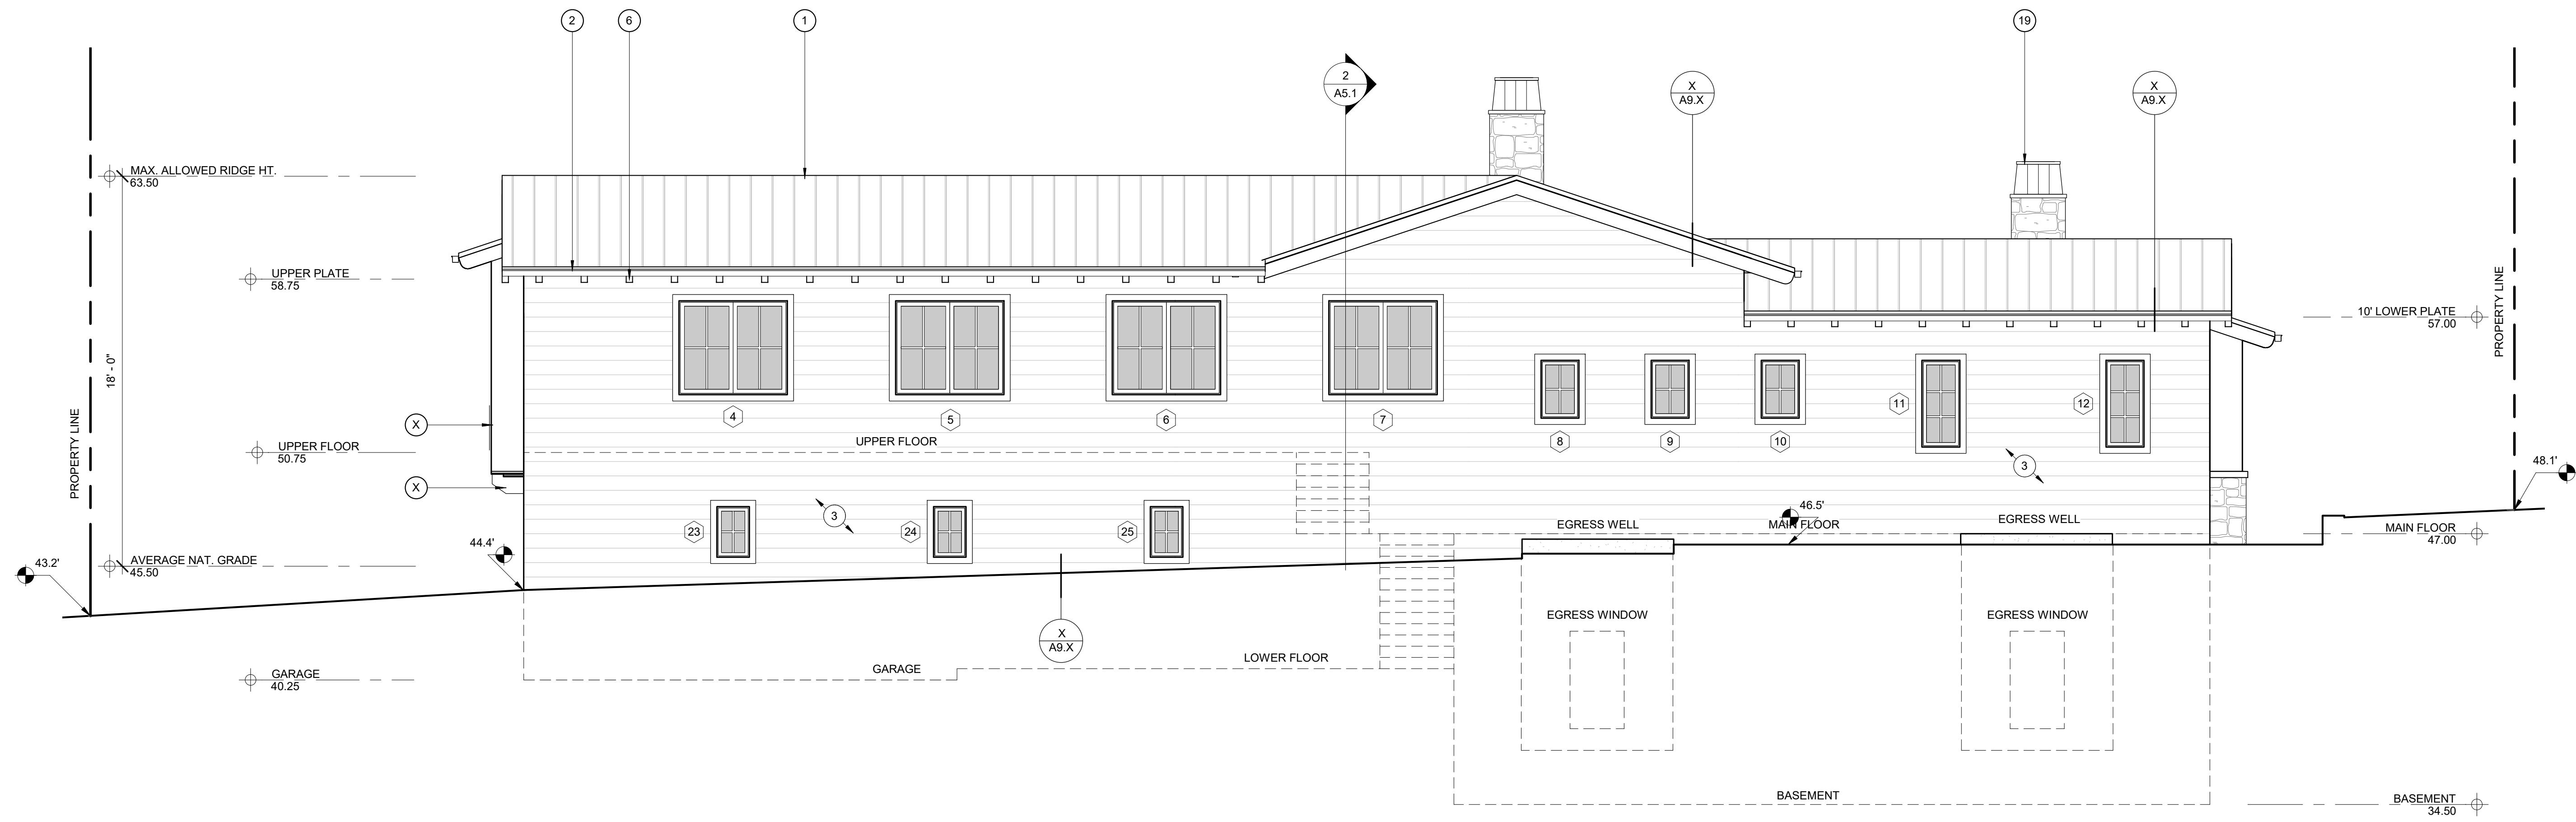 2
6
1
19
2
A5.1
X
A9.X
X
A9.X
MAX. ALLOWED RIDGE HT.
63.50
UPPER PLATE
58.75
10' LOWER PLATE
57.00
PROPERTY LINE
PROPERTY LINE
18' - 0"
4
5
6
7
8
9
10
11
12
X
UPPER FLOOR
50.75
UPPER FLOOR
X
3
48.1'
23
3
24
25
46.5'
EGRESS WELL
MAIN FLOOR
EGRESS WELL
MAIN FLOOR
47.00
44.4'
43.2'
AVERAGE NAT. GRADE
45.50
EGRESS WINDOW
EGRESS WINDOW
X
A9.X
LOWER FLOOR
GARAGE
GARAGE
40.25
BASEMENT
BASEMENT
34.50